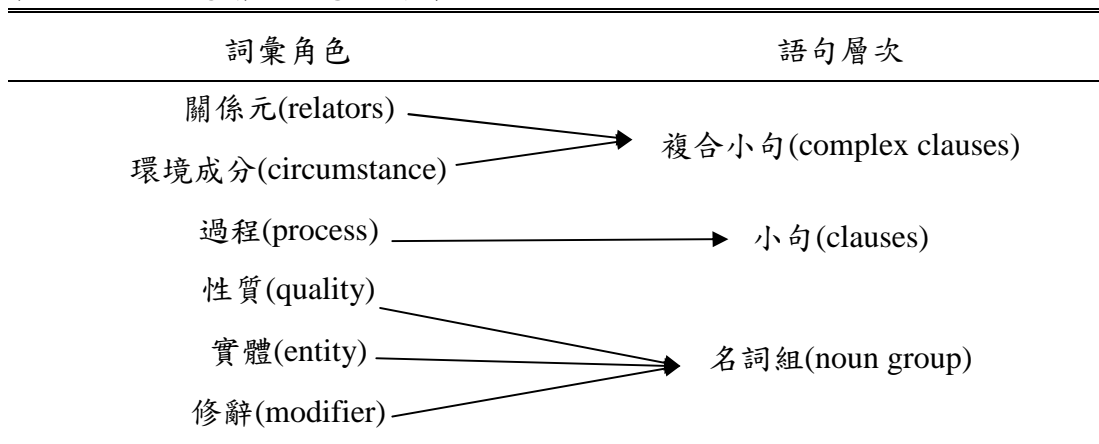 詞彙角色 語句層次
關係元(relators)
複合小句(complex clauses)
環境成分(circumstance)
過程(process) 小句(clauses)
性質(quality)
實體(entity) 名詞組(noun group)
修辭(modifier)